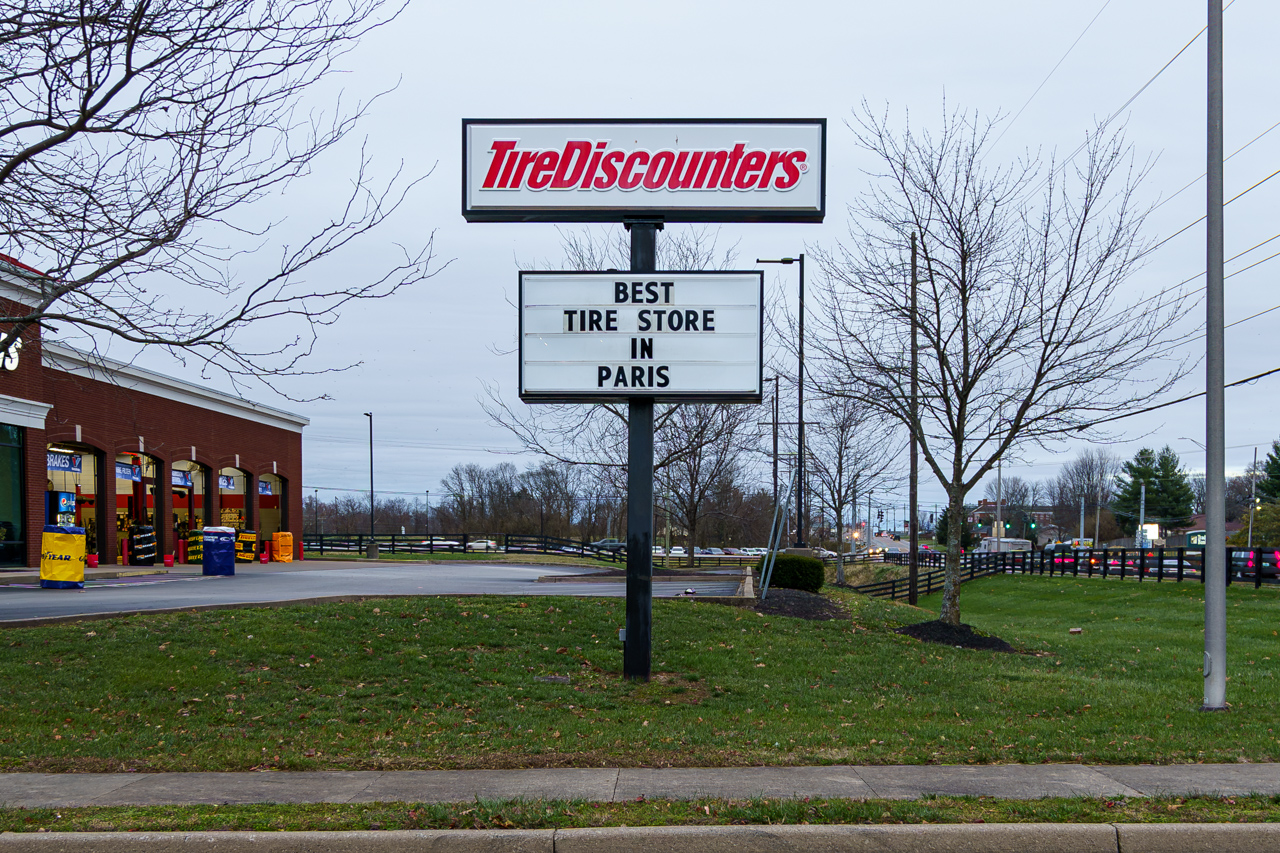 TireDiscounters®
BEST
TIRE STORE
IN
PARIS
BRAKES